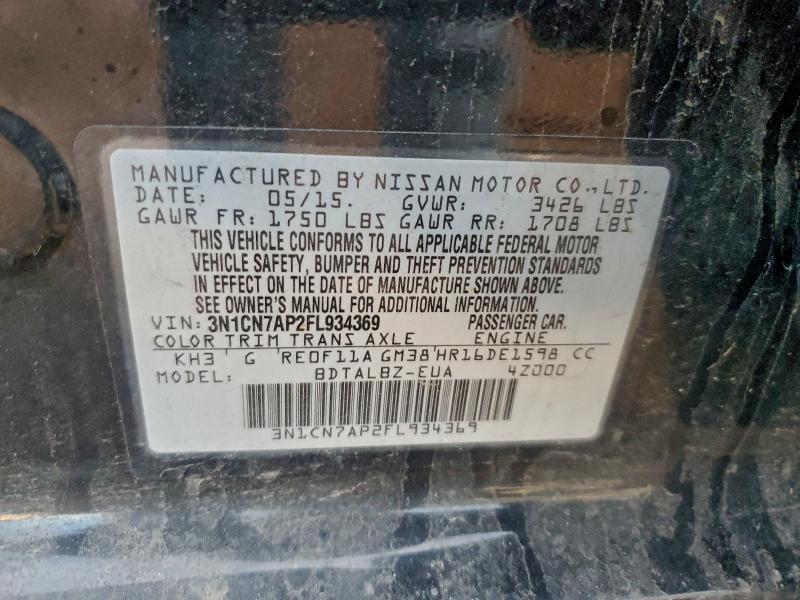 MANUFACTURED BY NISSAN MOTOR CO., LTD.
DATE: 05/15. GVWR: 3426 LBS
GAWR FR: 1750 LBS GAWR RR: 1708 LBS
THIS VEHICLE CONFORMS TO ALL APPLICABLE FEDERAL MOTOR
VEHICLE SAFETY, BUMPER AND THEFT PREVENTION STANDARDS
IN EFFECT ON THE DATE OF MANUFACTURE SHOWN ABOVE.
SEE OWNER'S MANUAL FOR ADDITIONAL INFORMATION.
VIN: 3N1CN7AP2FL934369 PASSENGER CAR.
COLOR TRIM TRANS AXLE ENGINE
KH3 G RE0F11A GM38 HR16DE1598 CC
MODEL: BDTALBZ-EUA 4Z000
3N1CN7AP2FL934369